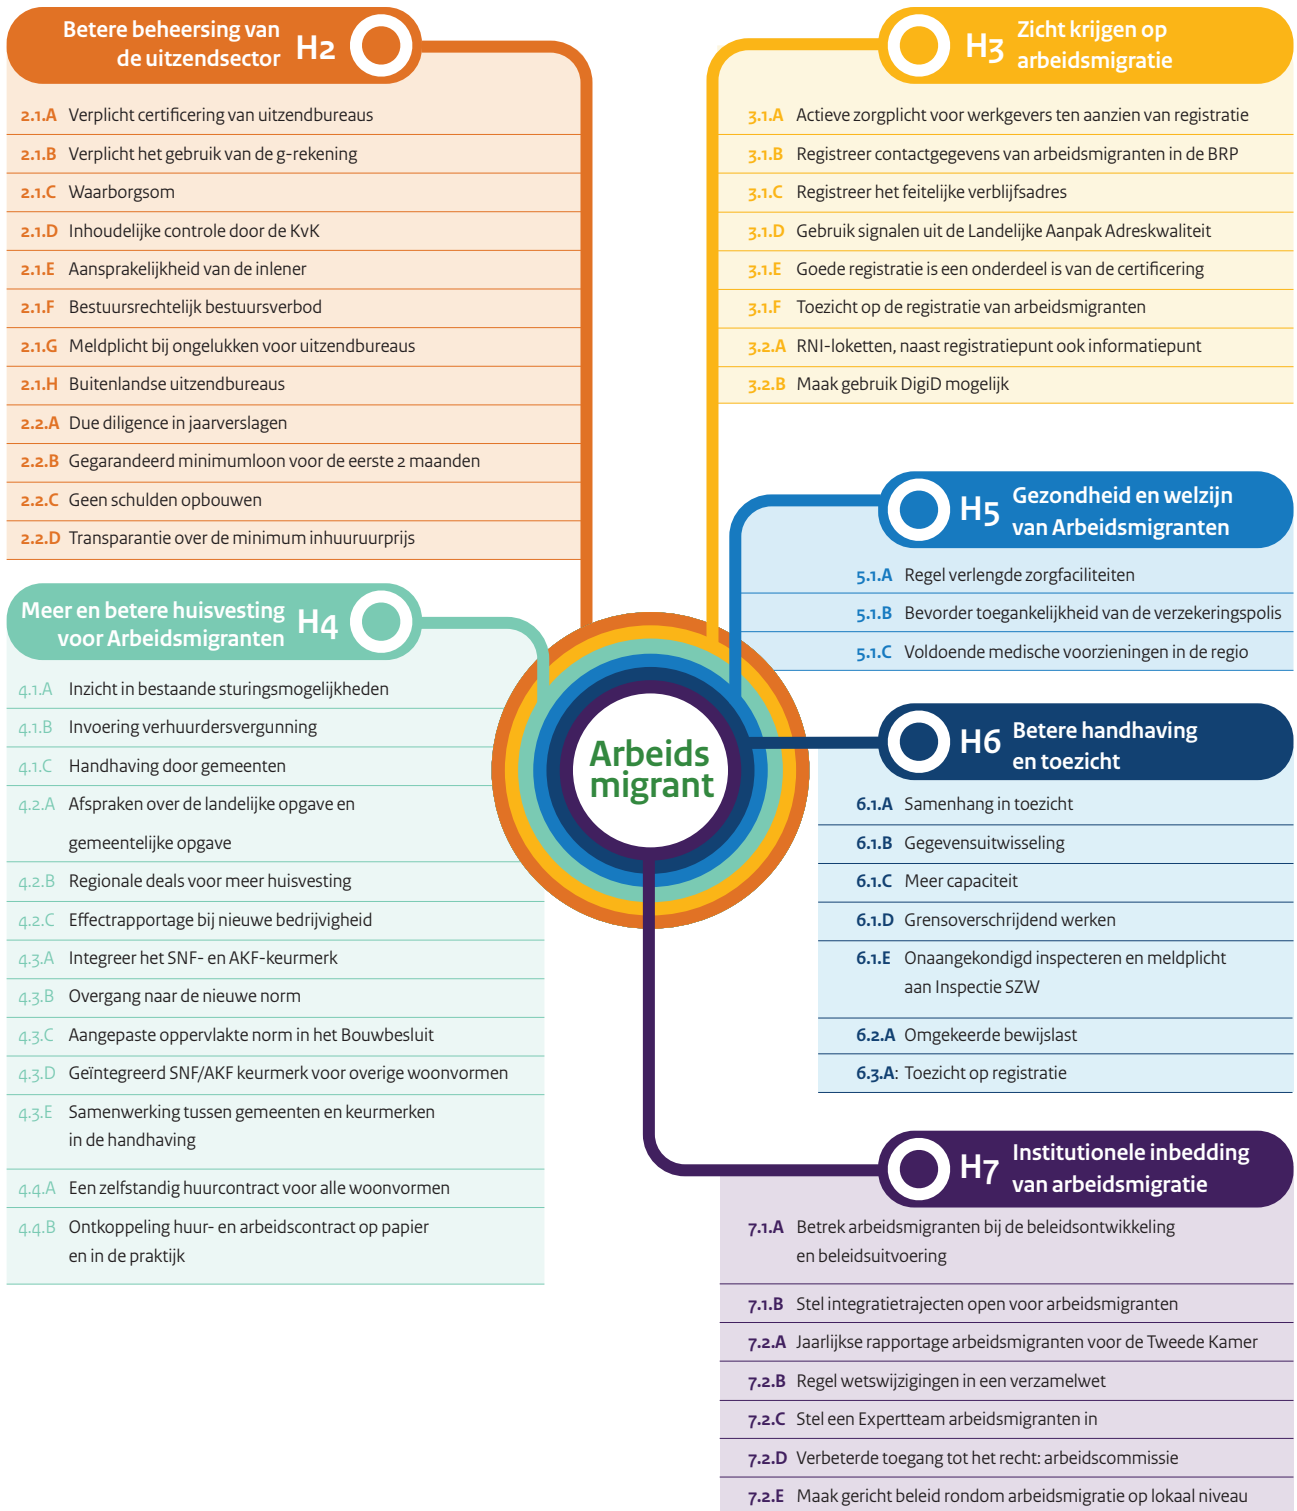 Betere beheersing van
de uitzendsector
H2
2.1.A Verplicht certificering van uitzendbureaus
2.1.B Verplicht het gebruik van de g-rekening
2.1.C Waarborgsom
2.1.D Inhoudelijke controle door de KvK
2.1.E Aansprakelijkheid van de inlener
2.1.F Bestuursrechtelijk bestuursverbod
2.1.G Meldplicht bij ongelukken voor uitzendbureaus
2.1.H Buitenlandse uitzendbureaus
2.2.A Due diligence in jaarverslagen
2.2.B Gegarandeerd minimumloon voor de eerste 2 maanden
2.2.C Geen schulden opbouwen
2.2.D Transparantie over de minimum inhuuruurprijs
H3
Zicht krijgen op
arbeidsmigratie
3.1.A Actieve zorgplicht voor werkgevers ten aanzien van registratie
3.1.B Registreer contactgegevens van arbeidsmigranten in de BRP
3.1.C Registreer het feitelijke verblijfsadres
3.1.D Gebruik signalen uit de Landelijke Aanpak Adreskwaliteit
3.1.E Goede registratie is een onderdeel is van de certificering
3.1.F Toezicht op de registratie van arbeidsmigranten
3.2.A RNI-loketten, naast registratiepunt ook informatiepunt
3.2.B Maak gebruik DigiD mogelijk
Meer en betere huisvesting
voor Arbeidsmigranten
H4
4.1.A Inzicht in bestaande sturingsmogelijkheden
4.1.B Invoering verhuurdersvergunning
4.1.C Handhaving door gemeenten
4.2.A Afspraken over de landelijke opgave en
gemeentelijke opgave
4.2.B Regionale deals voor meer huisvesting
4.2.C Effectrapportage bij nieuwe bedrijvigheid
4.3.A Integreer het SNF- en AKF-keurmerk
4.3.B Overgang naar de nieuwe norm
4.3.C Aangepaste oppervlakte norm in het Bouwbesluit
4.3.D Geïntegreerd SNF/AKF keurmerk voor overige woonvormen
4.3.E Samenwerking tussen gemeenten en keurmerken
in de handhaving
4.4.A Een zelfstandig huurcontract voor alle woonvormen
4.4.B Ontkoppeling huur- en arbeidscontract op papier
en in de praktijk
Arbeids
migrant
H5
Gezondheid en welzijn
van Arbeidsmigranten
5.1.A Regel verlengde zorgfaciliteiten
5.1.B Bevorder toegankelijkheid van de verzekeringspolis
5.1.C Voldoende medische voorzieningen in de regio
H6
Betere handhaving
en toezicht
6.1.A Samenhang in toezicht
6.1.B Gegevensuitwisseling
6.1.C Meer capaciteit
6.1.D Grensoverschrijdend werken
6.1.E Onaangekondigd inspecteren en meldplicht
aan Inspectie SZW
6.2.A Omgekeerde bewijslast
6.3.A: Toezicht op registratie
H7
Institutionele inbedding
van arbeidsmigratie
7.1.A Betrek arbeidsmigranten bij de beleidsontwikkeling
en beleidsuitvoering
7.1.B Stel integratietrajecten open voor arbeidsmigranten
7.2.A Jaarlijkse rapportage arbeidsmigranten voor de Tweede Kamer
7.2.B Regel wetswijzigingen in een verzamelwet
7.2.C Stel een Expertteam arbeidsmigranten in
7.2.D Verbeterde toegang tot het recht: arbeidscommissie
7.2.E Maak gericht beleid rondom arbeidsmigratie op lokaal niveau